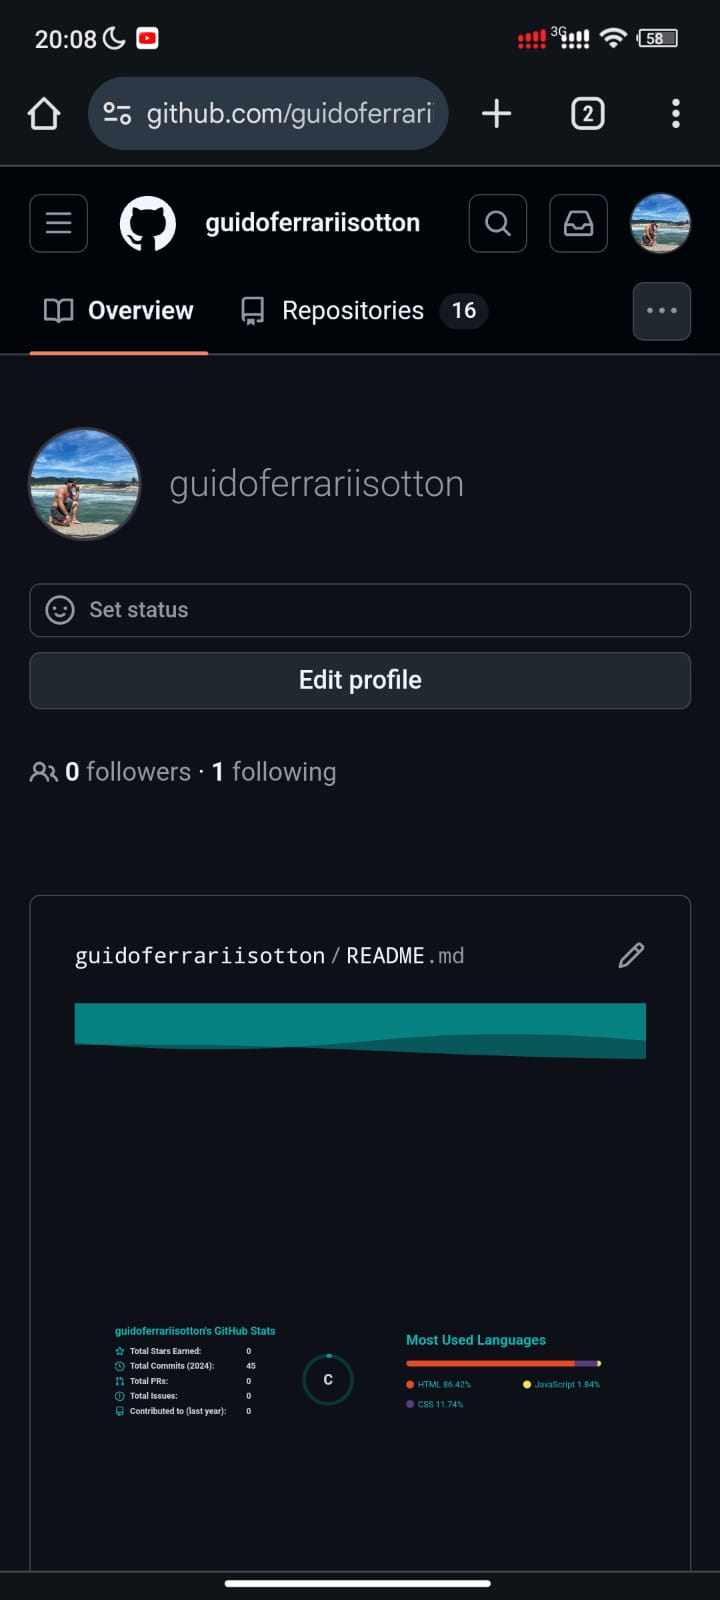 20:08
3G
58
github.com/guidoferrari
2
guidoferrariisotton
Overview
Repositories 16
guidoferrariisotton
Set status
Edit profile
0 followers · 1 following
guidoferrariisotton/README.md
guidoferrariisotton's GitHub Stats
Total Stars Earned: 0
Total Commits (2024): 45
Total PRs: 0
Total Issues: 0
Contributed to (last year): 0
C
Most Used Languages
HTML 86.42%
JavaScript 1.84%
CSS 11.74%